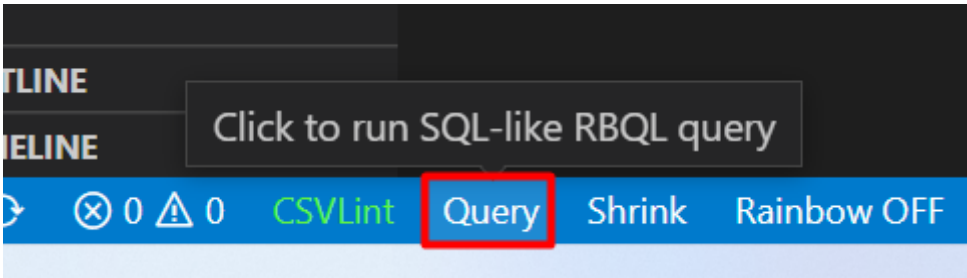 TLINE
Click to run SQL-like RBQL query
IELINE
0 0 CSVLint Query Shrink Rainbow OFF